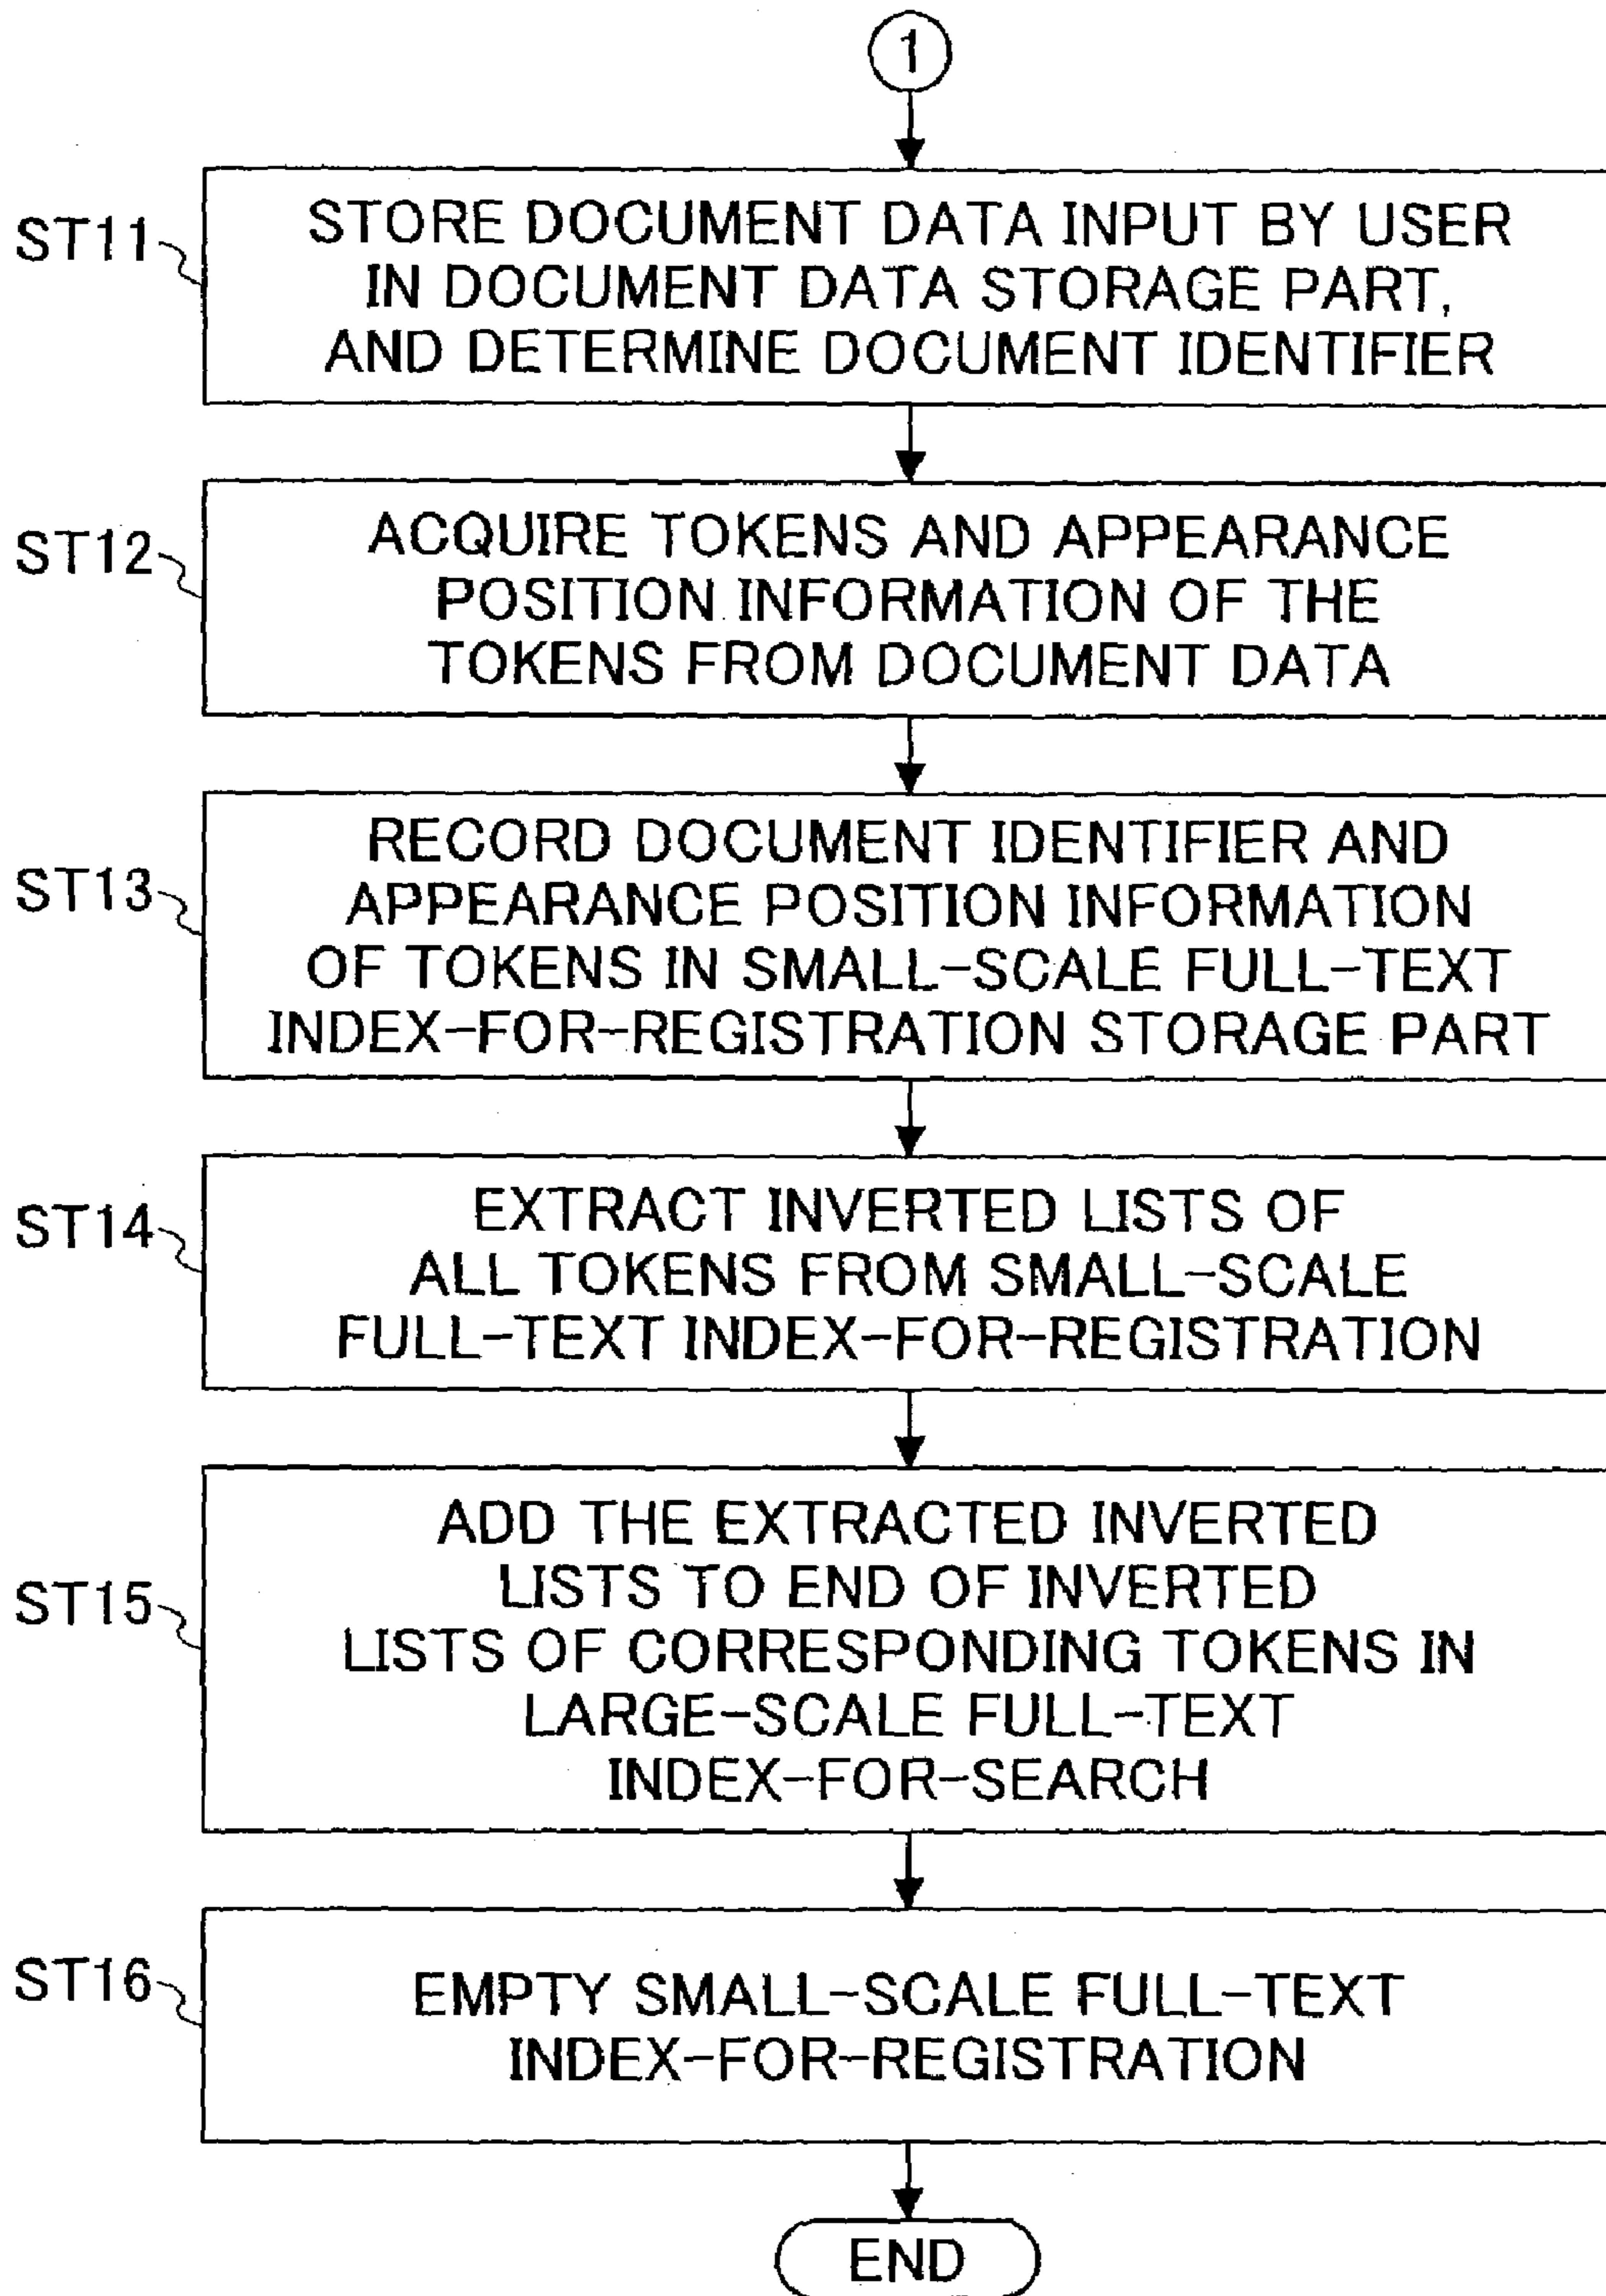 1
ST11
STORE DOCUMENT DATA INPUT BY USER
IN DOCUMENT DATA STORAGE PART,
AND DETERMINE DOCUMENT IDENTIFIER
ST12
ACQUIRE TOKENS AND APPEARANCE
POSITION INFORMATION OF THE
TOKENS FROM DOCUMENT DATA
ST13
RECORD DOCUMENT IDENTIFIER AND
APPEARANCE POSITION INFORMATION
OF TOKENS IN SMALL-SCALE FULL-TEXT
INDEX-FOR-REGISTRATION STORAGE PART
ST14
EXTRACT INVERTED LISTS OF
ALL TOKENS FROM SMALL-SCALE
FULL-TEXT INDEX-FOR-REGISTRATION
ST15
ADD THE EXTRACTED INVERTED
LISTS TO END OF INVERTED
LISTS OF CORRESPONDING TOKENS IN
LARGE-SCALE FULL-TEXT
INDEX-FOR-SEARCH
ST16
EMPTY SMALL-SCALE FULL-TEXT
INDEX-FOR-REGISTRATION
END